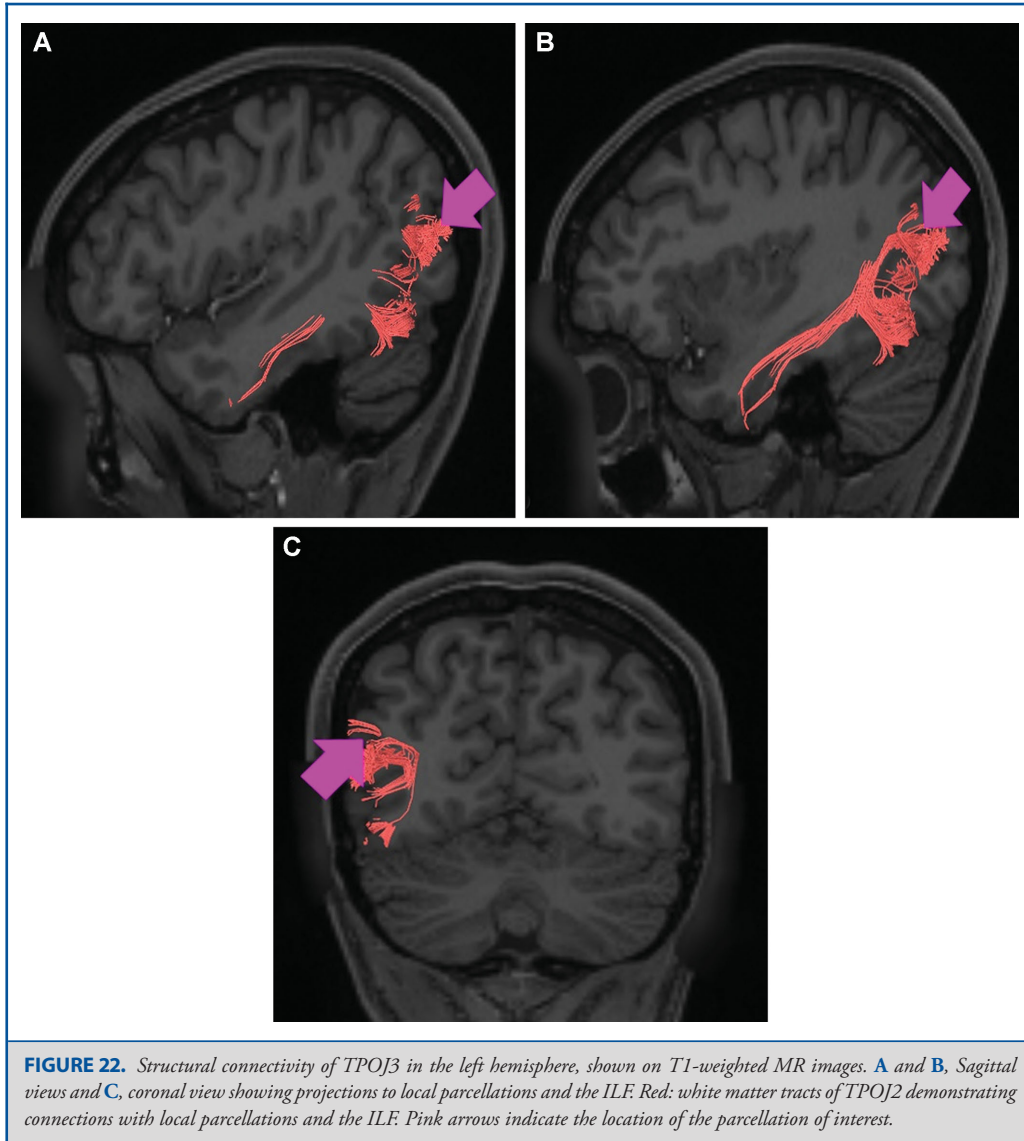 A
B
C
FIGURE 22. Structural connectivity of TPOJ3 in the left hemisphere, shown on T1-weighted MR images. A and B, Sagittal
views and C, coronal view showing projections to local parcellations and the ILF. Red: white matter tracts of TPOJ2 demonstrating
connections with local parcellations and the ILF. Pink arrows indicate the location of the parcellation of interest.